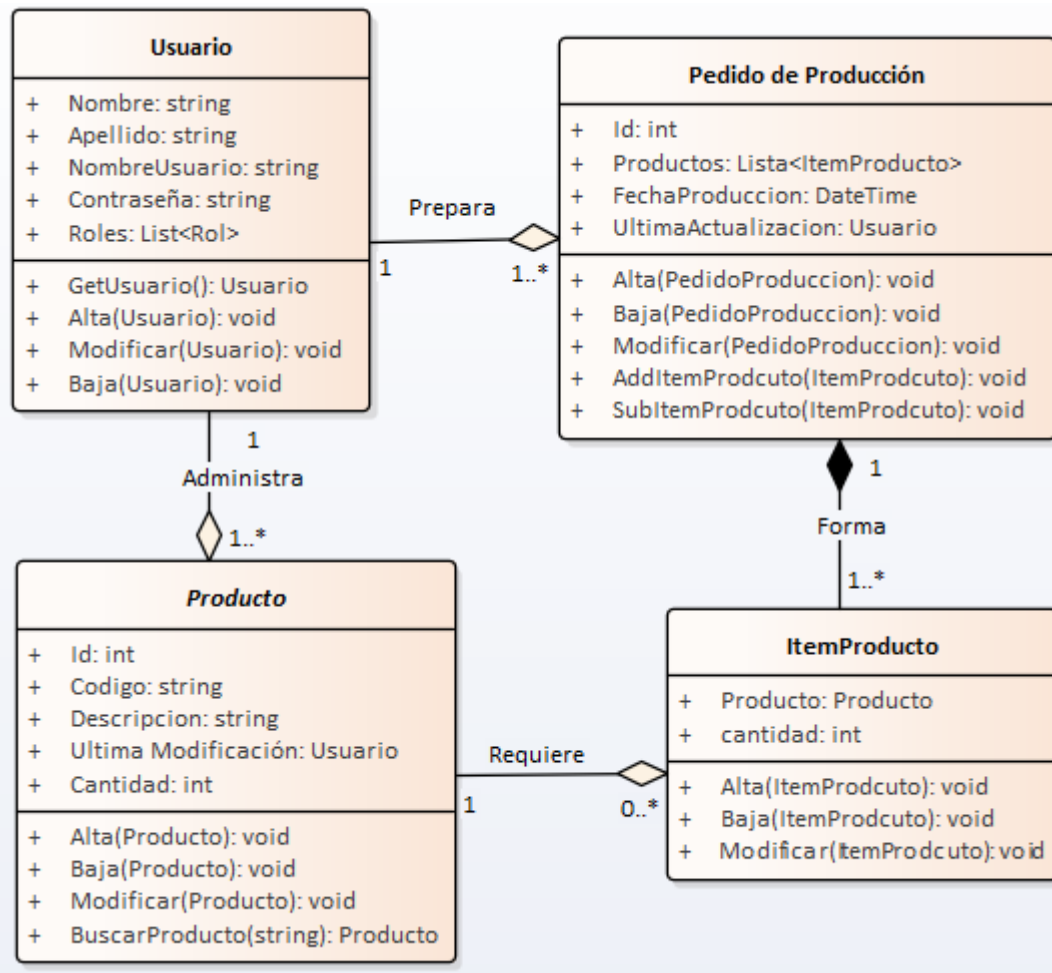 Usuario
+ Nombre: string
+ Apellido: string
+ NombreUsuario: string
+ Contraseña: string
+ Roles: List<Rol>
+ GetUsuario(): Usuario
+ Alta(Usuario): void
+ Modificar(Usuario): void
+ Baja(Usuario): void
Prepara
1
1..*
Pedido de Producción
+ Id: int
+ Productos: Lista<ItemProducto>
+ FechaProduccion: DateTime
+ UltimaActualizacion: Usuario
+ Alta(PedidoProduccion): void
+ Baja(PedidoProduccion): void
+ Modificar(PedidoProduccion): void
+ AddItemProdcuto(ItemProdcuto): void
+ SubItemProdcuto(ItemProdcuto): void
1
Administra
1..*
1
Forma
1..*
Producto
+ Id: int
+ Codigo: string
+ Descripcion: string
+ Ultima Modificación: Usuario
+ Cantidad: int
+ Alta(Producto): void
+ Baja(Producto): void
+ Modificar(Producto): void
+ BuscarProducto(string): Producto
Requiere
1
0..*
ItemProducto
+ Producto: Producto
+ cantidad: int
+ Alta(ItemProdcuto): void
+ Baja(ItemProdcuto): void
+ Modificar(ItemProdcuto): void